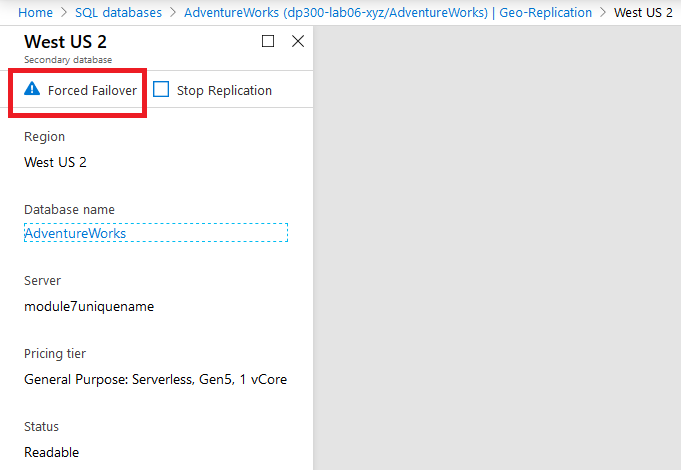 Home > SQL databases > AdventureWorks (dp300-lab06-xyz/AdventureWorks) | Geo-Replication > West US 2
West US 2
Secondary database
Forced Failover Stop Replication
Region
West US 2
Database name
AdventureWorks
Server
module7uniquename
Pricing tier
General Purpose: Serverless, Gen5, 1 vCore
Status
Readable